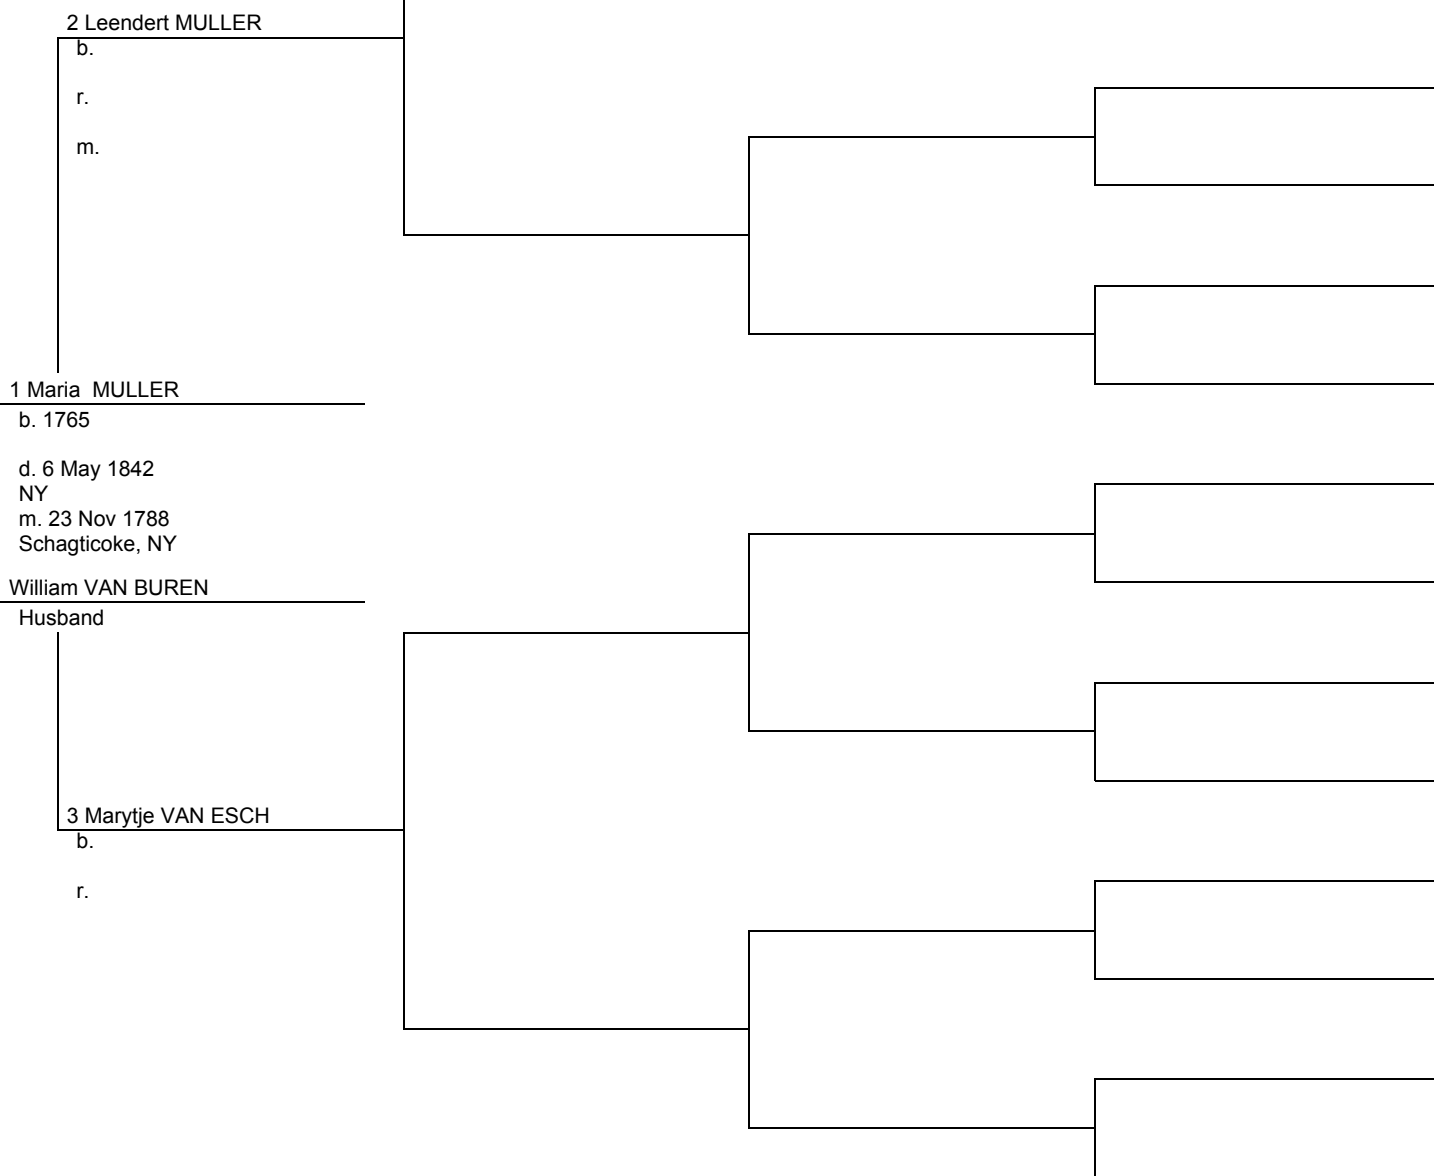 2 Leendert MULLER
b.
r.
m.
1 Maria  MULLER
b. 1765
d. 6 May 1842
NY
m. 23 Nov 1788
Schagticoke, NY
William VAN BUREN
Husband
3 Marytje VAN ESCH
b.
r.